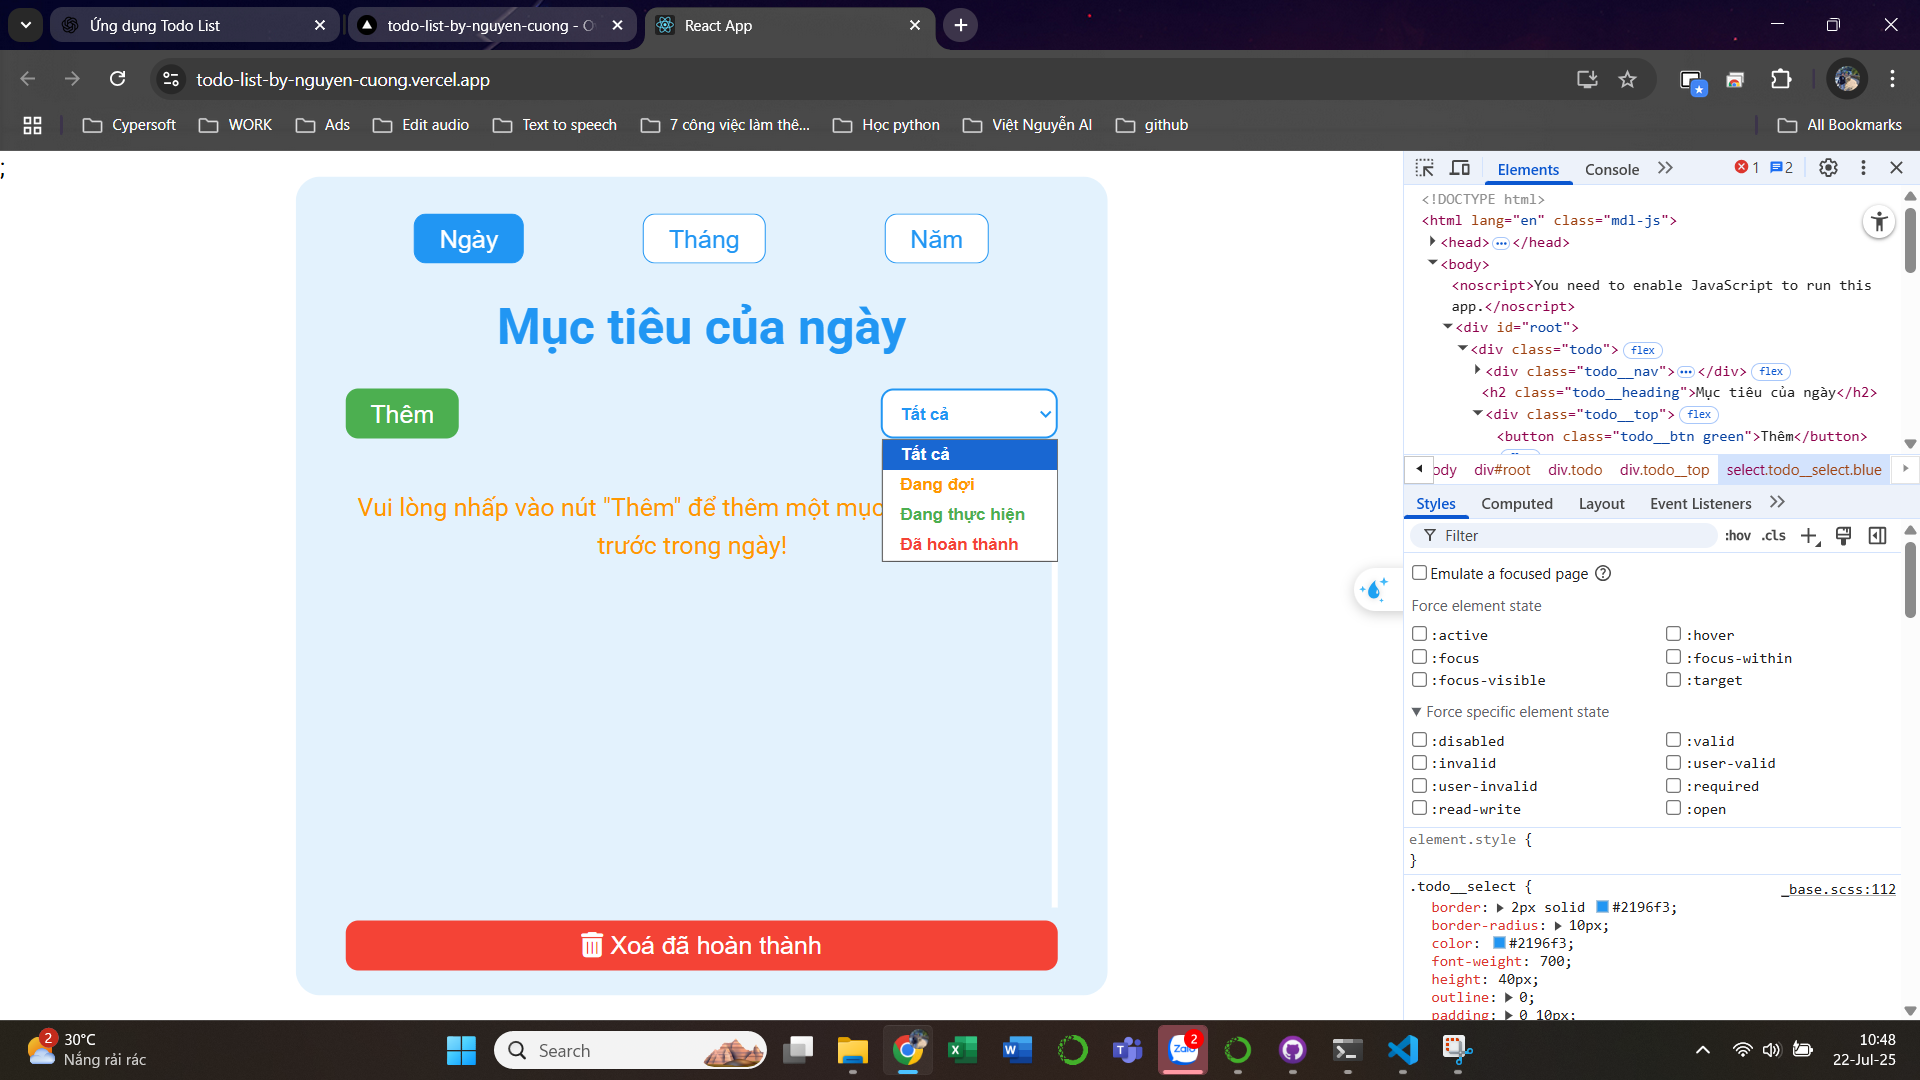 Ứng dụng Todo List
todo-list-by-nguyen-cuong - O
React App
todo-list-by-nguyen-cuong.vercel.app
Cypersoft
WORK
Ads
Edit audio
Text to speech
7 công việc làm thê...
Học python
Việt Nguyễn AI
github
All Bookmarks
;
Ngày
Tháng
Năm
Mục tiêu của ngày
Thêm
Tất cả
Tất cả
Đang đợi
Đang thực hiện
Đã hoàn thành
Vui lòng nhấp vào nút "Thêm" để thêm một mục
trước trong ngày!
Xoá đã hoàn thành
Elements
Console
1
2
<!DOCTYPE html>
<html lang="en" class="mdl-js">
<head> ••• </head>
<body>
<noscript>You need to enable JavaScript to run this
app.</noscript>
<div id="root">
<div class="todo"> flex
<div class="todo__nav"> ••• </div> flex
<h2 class="todo__heading">Mục tiêu của ngày</h2>
<div class="todo__top"> flex
<button class="todo__btn green">Thêm</button>
ody
div#root
div.todo
div.todo__top
select.todo__select.blue
Styles
Computed
Layout
Event Listeners
Filter
:hov
.cls
Emulate a focused page
Force element state
:active
:hover
:focus
:focus-within
:focus-visible
:target
Force specific element state
:disabled
:valid
:invalid
:user-valid
:user-invalid
:required
:read-write
:open
element.style {
}
.todo__select {
_base.scss:112
border: 2px solid #2196f3;
border-radius: 10px;
color: #2196f3;
font-weight: 700;
height: 40px;
outline: 0;
padding: 0 10px;
2
30°C
Nắng rải rác
Search
Zalo
2
10:48
22-Jul-25